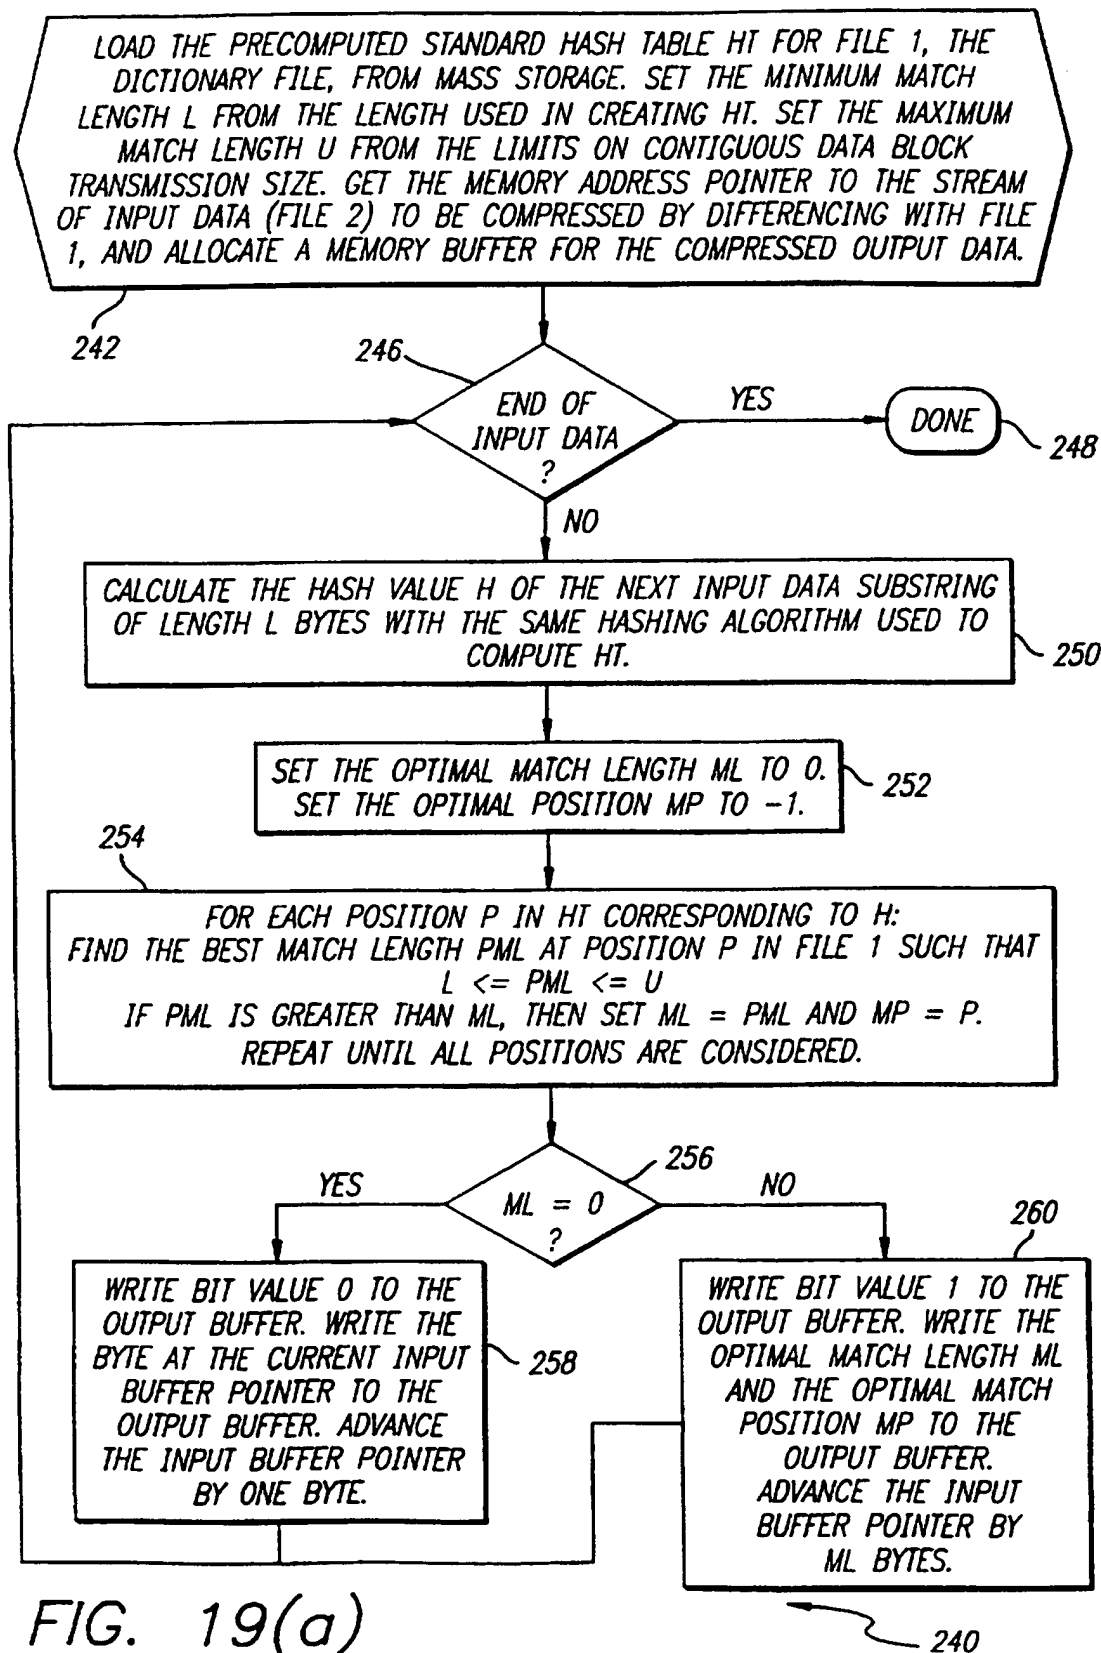 LOAD THE PRECOMPUTED STANDARD HASH TABLE HT FOR FILE 1, THE
DICTIONARY FILE, FROM MASS STORAGE. SET THE MINIMUM MATCH
LENGTH L FROM THE LENGTH USED IN CREATING HT. SET THE MAXIMUM
MATCH LENGTH U FROM THE LIMITS ON CONTIGUOUS DATA BLOCK
TRANSMISSION SIZE. GET THE MEMORY ADDRESS POINTER TO THE STREAM
OF INPUT DATA (FILE 2) TO BE COMPRESSED BY DIFFERENCING WITH FILE
1, AND ALLOCATE A MEMORY BUFFER FOR THE COMPRESSED OUTPUT DATA.
242
246
END OF
INPUT DATA
?
YES
DONE
248
NO
CALCULATE THE HASH VALUE H OF THE NEXT INPUT DATA SUBSTRING
OF LENGTH L BYTES WITH THE SAME HASHING ALGORITHM USED TO
COMPUTE HT.
250
SET THE OPTIMAL MATCH LENGTH ML TO 0.
SET THE OPTIMAL POSITION MP TO -1.
252
254
FOR EACH POSITION P IN HT CORRESPONDING TO H:
FIND THE BEST MATCH LENGTH PML AT POSITION P IN FILE 1 SUCH THAT
L <= PML <= U
IF PML IS GREATER THAN ML, THEN SET ML = PML AND MP = P.
REPEAT UNTIL ALL POSITIONS ARE CONSIDERED.
256
YES
ML = 0
?
NO
WRITE BIT VALUE 0 TO THE
OUTPUT BUFFER. WRITE THE
BYTE AT THE CURRENT INPUT
BUFFER POINTER TO THE
OUTPUT BUFFER. ADVANCE
THE INPUT BUFFER POINTER
BY ONE BYTE.
258
260
WRITE BIT VALUE 1 TO THE
OUTPUT BUFFER. WRITE THE
OPTIMAL MATCH LENGTH ML
AND THE OPTIMAL MATCH
POSITION MP TO THE
OUTPUT BUFFER.
ADVANCE THE INPUT
BUFFER POINTER BY
ML BYTES.
FIG. 19(a)
240